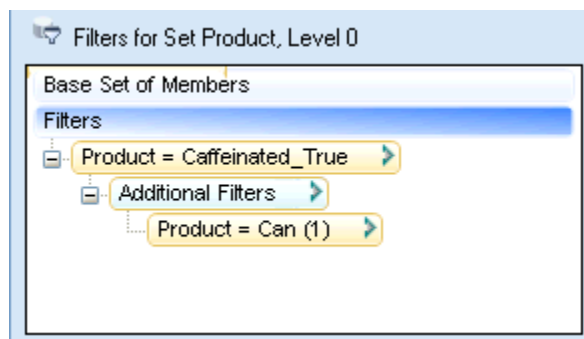 Filters for Set Product, Level 0
Base Set of Members
Filters
Product = Caffeinated_True
Additional Filters
Product = Can (1)